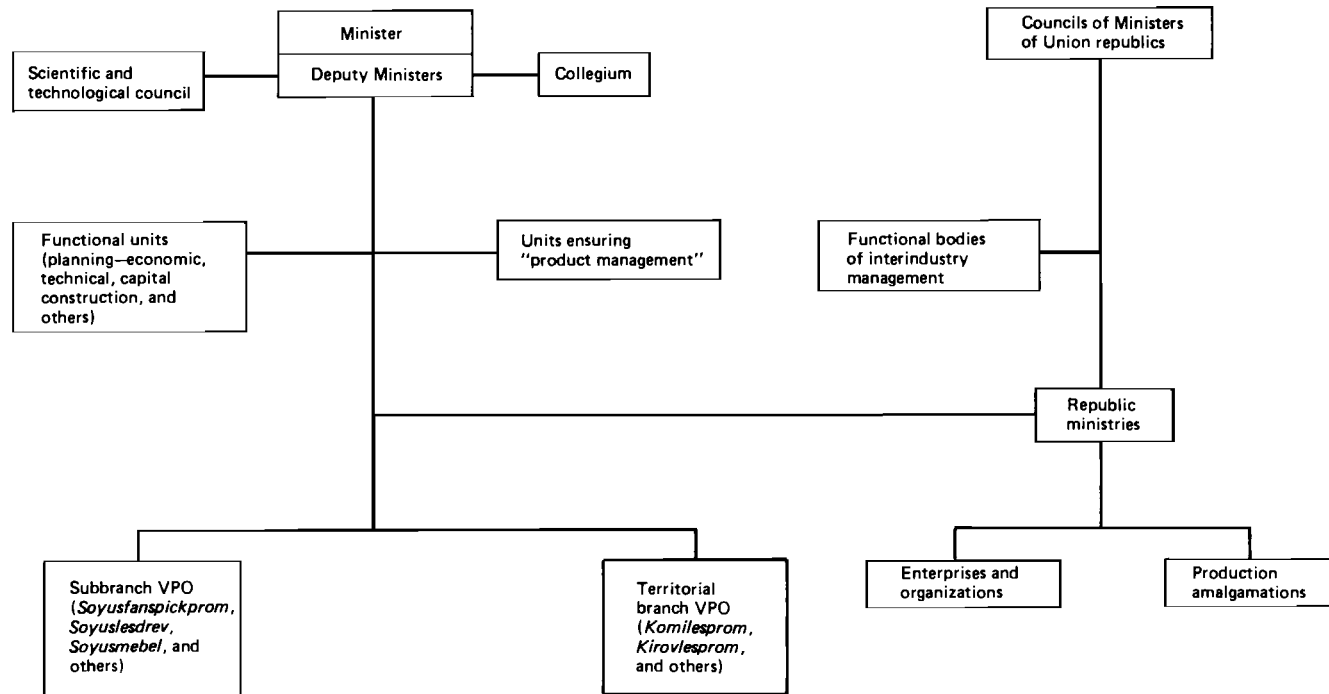 Minister
Deputy Ministers
Scientific and
technological council
Collegium
Councils of Ministers
of Union republics
Functional units
(planning—economic,
technical, capital
construction, and
others)
Units ensuring
"product management"
Functional bodies
of interindustry
management
Republic
ministries
Subbranch VPO
(Soyusfanspickprom,
Soyuslesdrev,
Soyusmebel, and
others)
Territorial
branch VPO
(Komilesprom,
Kirovlesprom,
and others)
Enterprises and
organizations
Production
amalgamations